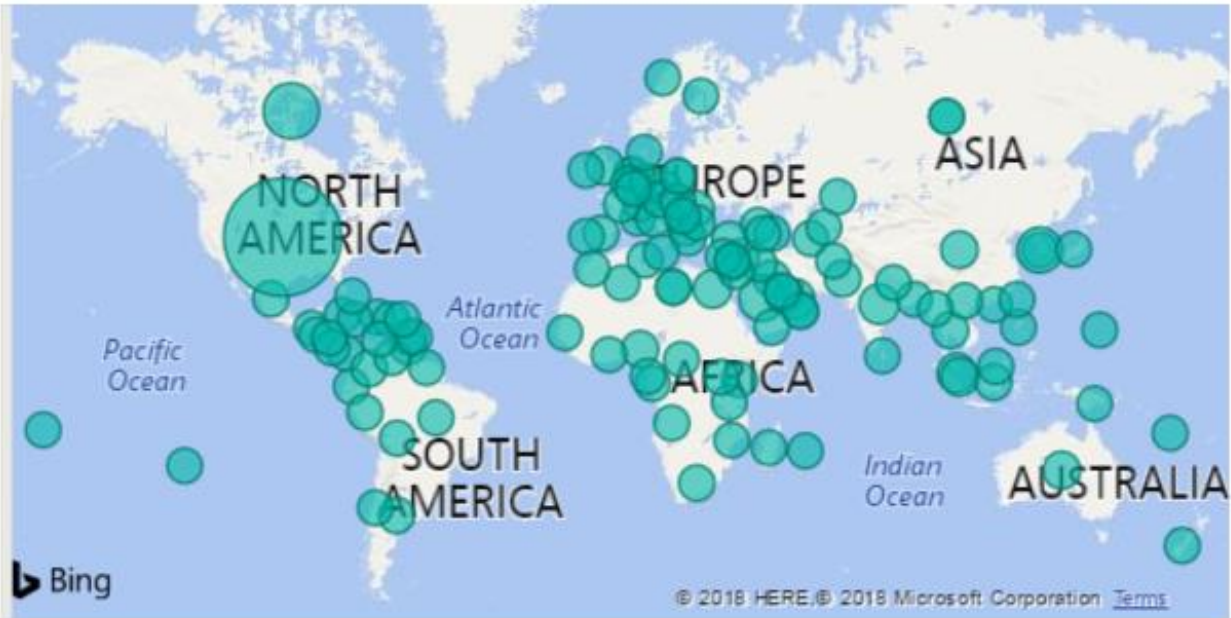 ASIA
NORTH
AMERICA
EUROPE
Atlantic
Ocean
Pacific
Ocean
AFRICA
SOUTH
AMERICA
Indian
Ocean
AUSTRALIA
Bing
© 2018 HERE,© 2018 Microsoft Corporation Terms